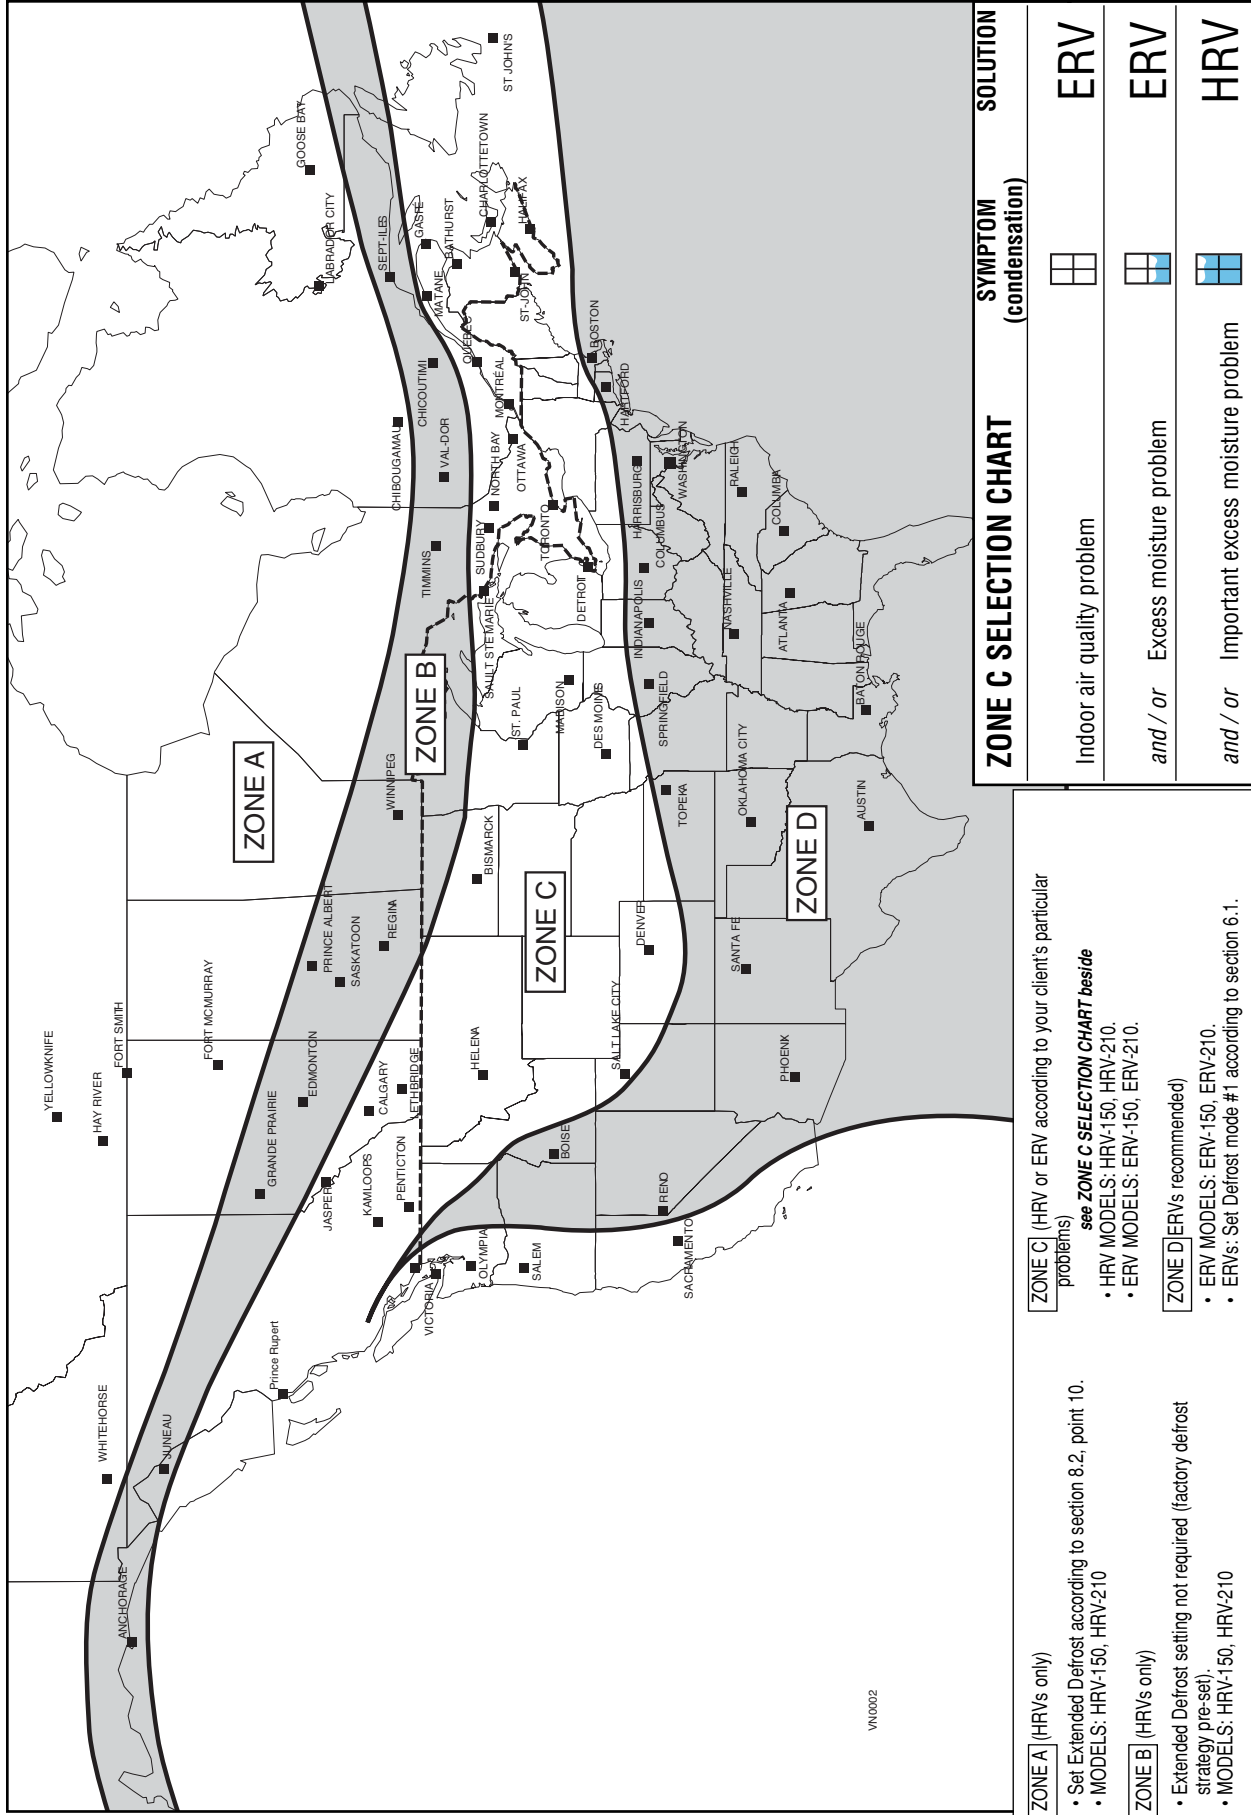 YELLOWKNIFE
HAY RIVER
FORT SMITH
FORT MCMURRAY
WHITEHORSE
JUNEAU
ANCHORAGE
Prince Rupert
GRANDE PRAIRIE
EDMONTON
JASPER
KAMLOOPS
CALGARY
PENTICTON
LETHBRIDGE
PRINCE ALBERT
SASKATOON
REGINA
WINNIPEG
ZONE A
ZONE B
CHIBOUGAMAU
TIMMINS
VAL-DOR
CHICOUTIMI
LABRADOR CITY
GOOSE BAY
SEPT-ILES
GASPÉ
MATANE
BATHURST
CHARLOTTETOWN
ST JOHN'S
HALIFAX
ST-JOHN
QUÉBEC
MONTRÉAL
OTTAWA
NORTH BAY
SUDBURY
SAULT STE MARIE
TORONTO
DETROIT
VICTORIA
OLYMPIA
SALEM
BOISE
HELENA
BISMARCK
ST. PAUL
MADISON
DES MOINES
ZONE C
SALT LAKE CITY
DENVER
RENO
SACRAMENTO
BOSTON
HARTFORD
HARRISBURG
WASHINGTON
COLUMBUS
INDIANAPOLIS
SPRINGFIELD
TOPEKA
SANTA FE
OKLAHOMA CITY
NASHVILLE
RALEIGH
COLUMBIA
ATLANTA
PHOENIX
ZONE D
AUSTIN
BATON ROUGE
VN0002
ZONE A (HRVs only)
• Set Extended Defrost according to section 8.2, point 10.
• MODELS: HRV-150, HRV-210
ZONE B (HRVs only)
• Extended Defrost setting not required (factory defrost
strategy pre-set).
• MODELS: HRV-150, HRV-210
ZONE C (HRV or ERV according to your client's particular
problems)
see ZONE C SELECTION CHART beside
• HRV MODELS: HRV-150, HRV-210.
• ERV MODELS: ERV-150, ERV-210.
ZONE D ERVs recommended)
• ERV MODELS: ERV-150, ERV-210.
• ERVs: Set Defrost mode #1 according to section 6.1.
ZONE C SELECTION CHART SYMPTOM SOLUTION
(condensation)
Indoor air quality problem ERV
and / or Excess moisture problem ERV
and / or Important excess moisture problem HRV